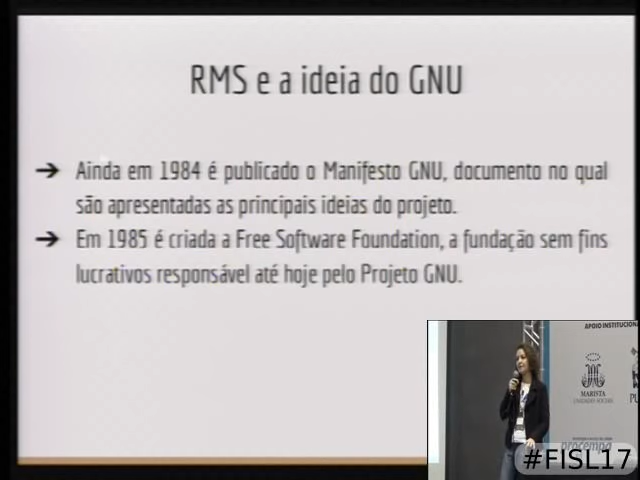 RMS e a ideia do GNU
➔ Ainda em 1984 é publicado o Manifesto GNU, documento no qual
são apresentadas as principais ideias do projeto.
➔ Em 1985 é criada a Free Software Foundation, a fundação sem fins
lucrativos responsável até hoje pelo Projeto GNU.
APOIO INSTITUCIONAL
MARISTA
procempa
#FISL17